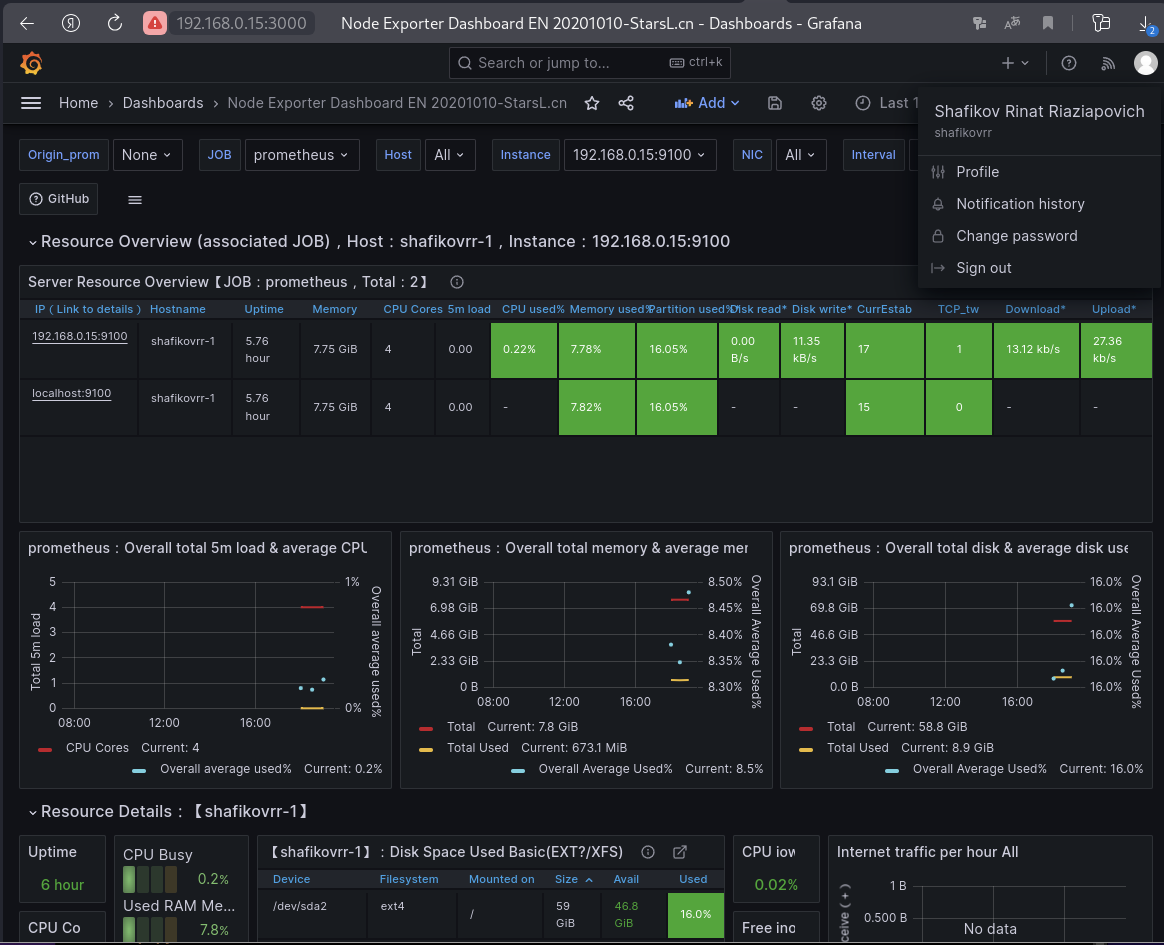 192.168.0.15:3000 Node Exporter Dashboard EN 20201010-StarsL.cn - Dashboards - Grafana
2
Search or jump to... ctrl+k
Home › Dashboards › Node Exporter Dashboard EN 20201010-StarsL.cn Add Last 1
Shafikov Rinat Riaziapovich
shafikovrr
Profile
Notification history
Change password
Sign out
Origin_prom None JOB prometheus Host All Instance 192.168.0.15:9100 NIC All Interval
GitHub
Resource Overview (associated JOB)，Host：shafikovrr-1，Instance：192.168.0.15:9100
Server Resource Overview【JOB：prometheus，Total：2】
IP（Link to details） Hostname Uptime Memory CPU Cores 5m load CPU used% Memory used% Partition used%* Disk read* Disk write* CurrEstab TCP_tw Download* Upload*
192.168.0.15:9100 shafikovrr-1 5.76 hour 7.75 GiB 4 0.00 0.22% 7.78% 16.05% 0.00 B/s 11.35 kB/s 17 1 13.12 kb/s 27.36 kb/s
localhost:9100 shafikovrr-1 5.76 hour 7.75 GiB 4 0.00 - 7.82% 16.05% - - 15 0 - -
prometheus：Overall total 5m load & average CPU
5
4
3
2
1
0
Total 5m load
1%
0%
Overall average used%
08:00 12:00 16:00
CPU Cores Current: 4
Overall average used% Current: 0.2%
prometheus：Overall total memory & average mer
9.31 GiB
6.98 GiB
4.66 GiB
2.33 GiB
0 B
Total
8.50%
8.45%
8.40%
8.35%
8.30%
Overall Average Used%
08:00 12:00 16:00
Total Current: 7.8 GiB
Total Used Current: 673.1 MiB
Overall Average Used% Current: 8.5%
prometheus：Overall total disk & average disk use
93.1 GiB
69.8 GiB
46.6 GiB
23.3 GiB
0.0 B
Total
16.0%
16.0%
16.0%
16.0%
16.0%
Overall Average Used%
08:00 12:00 16:00
Total Current: 58.8 GiB
Total Used Current: 8.9 GiB
Overall Average Used% Current: 16.0%
Resource Details：【shafikovrr-1】
Uptime
6 hour
CPU Co
CPU Busy
0.2%
Used RAM Me...
7.8%
【shafikovrr-1】：Disk Space Used Basic(EXT?/XFS)
Device Filesystem Mounted on Size Avail Used
/dev/sda2 ext4 / 59 GiB 46.8 GiB 16.0%
CPU iow
0.02%
Free ino
Internet traffic per hour All
1 B
0.500 B
ceive (+)
No data